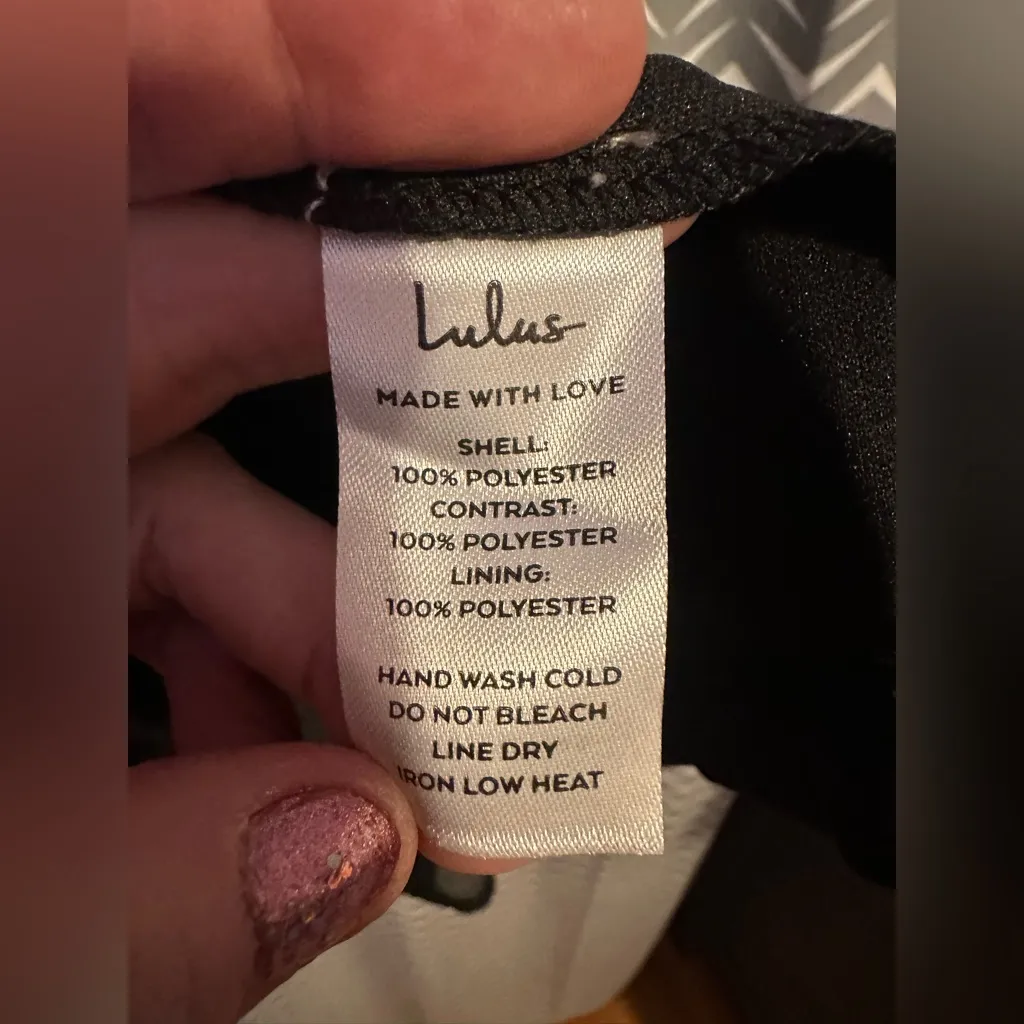 Lulus
MADE WITH LOVE
SHELL:
100% POLYESTER
CONTRAST:
100% POLYESTER
LINING:
100% POLYESTER
HAND WASH COLD
DO NOT BLEACH
LINE DRY
IRON LOW HEAT